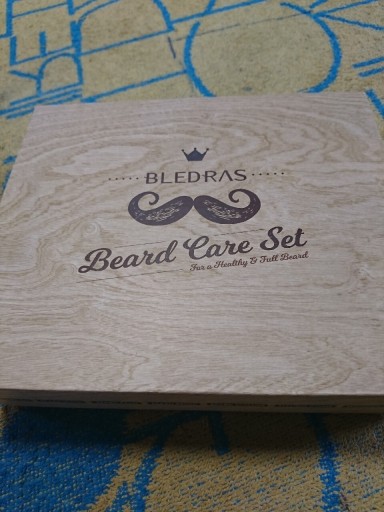 BLEDRAS
Beard Care Set
For a Healthy & Full Beard